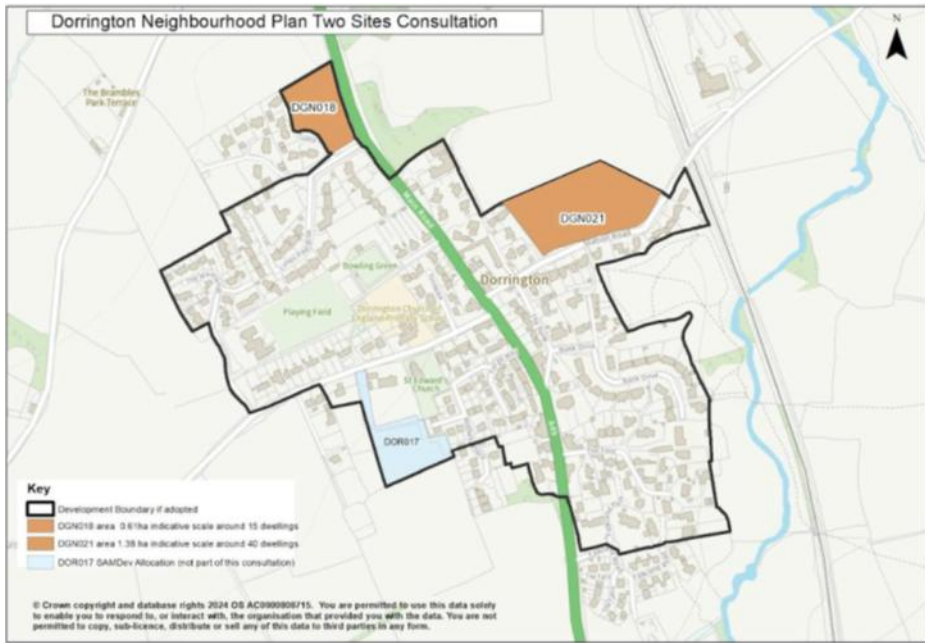 Dorrington Neighbourhood Plan Two Sites Consultation
N
DGN018
The Brambles
Park Terrace
DGN021
Main Road
Bowling Green
Dorrington
Playing Field
Dorrington Church
St Edward's
Church
A49
DOR017
Key
Development Boundary if adopted
DGN018 area 0.61ha indicative scale around 15 dwellings
DGN021 area 1.38 ha indicative scale around 40 dwellings
DOR017 SAMDev Allocation (not part of this consultation)
© Crown copyright and database rights 2024 OS AC0000808715. You are permitted to use this data solely
to enable you to respond to, or interact with, the organisation that provided you with the data. You are not
permitted to copy, sub-licence, distribute or sell any of this data to third parties in any form.